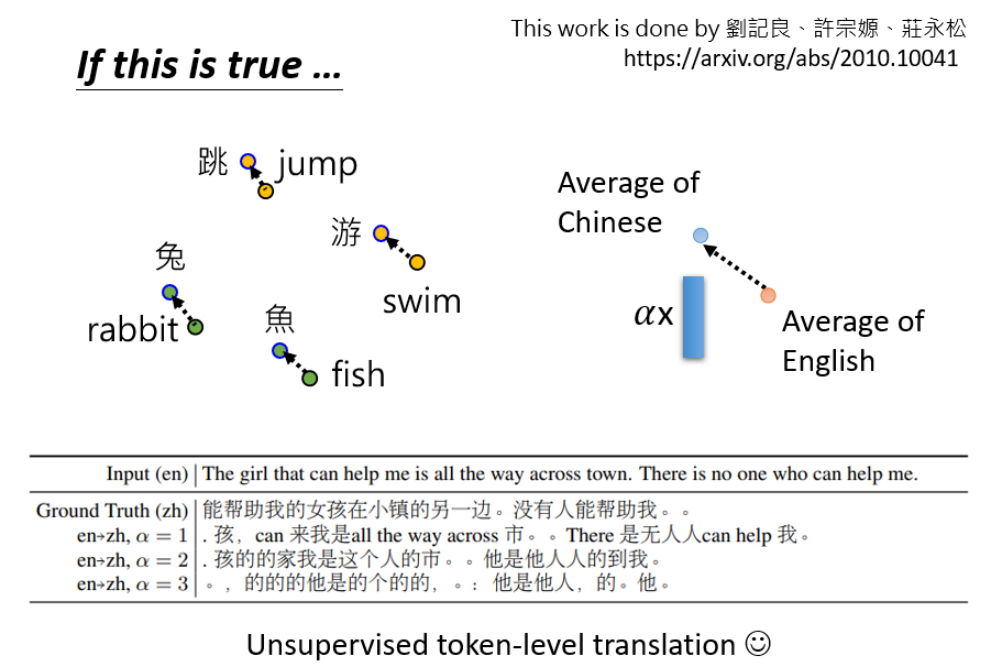 This work is done by 劉記良、許宗嫄、莊永松
https://arxiv.org/abs/2010.10041
If this is true …
跳 jump
游
swim
兔
rabbit
魚
fish
Average of
Chinese
αx
Average of
English
Input (en) The girl that can help me is all the way across town. There is no one who can help me.
Ground Truth (zh) 能帮助我的女孩在小镇的另一边。没有人能帮助我。。
en→zh, α = 1 . 孩，can 来我是all the way across 市。。There 是无人人can help 我。
en→zh, α = 2 . 孩的的家我是这个人的市。。他是他人人的到我。
en→zh, α = 3 。，的的的他是的个的的，。：他是他人，的。他。
Unsupervised token-level translation ☺